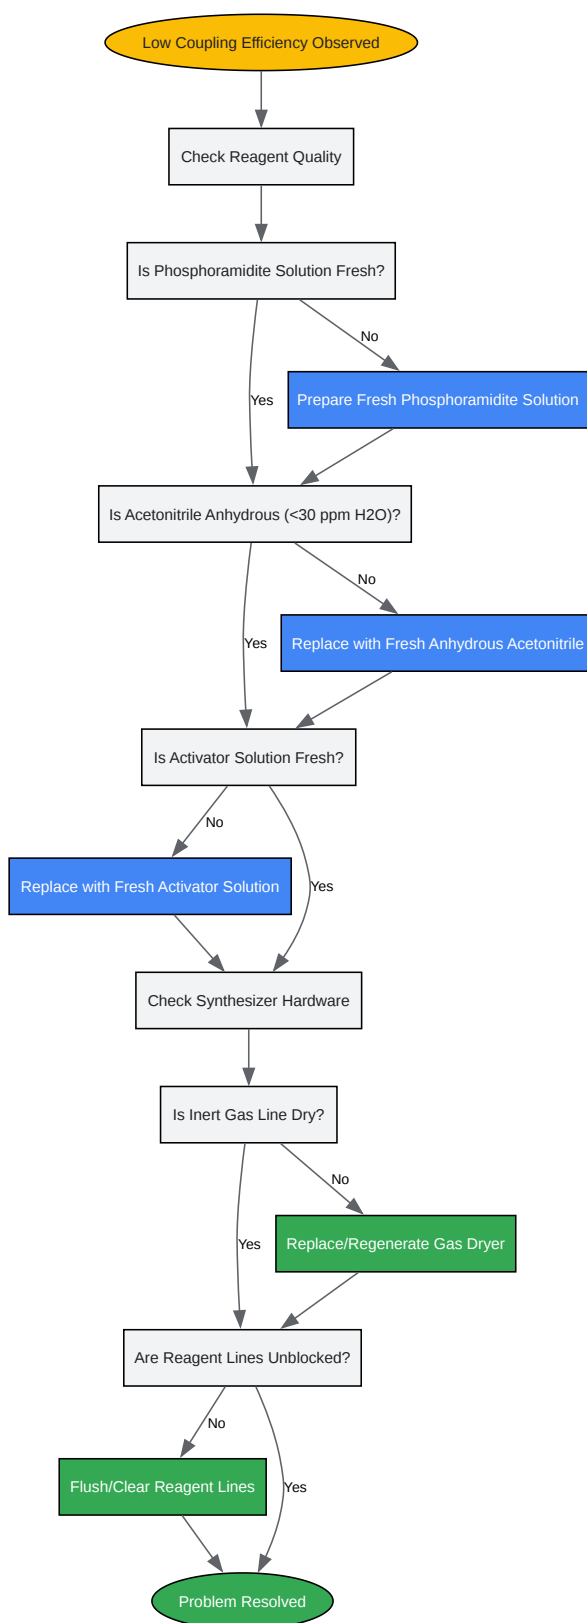 Low Coupling Efficiency Observed
Check Reagent Quality
Is Phosphoramidite Solution Fresh?
No
Yes
Prepare Fresh Phosphoramidite Solution
Is Acetonitrile Anhydrous (<30 ppm H2O)?
No
Yes
Replace with Fresh Anhydrous Acetonitrile
Is Activator Solution Fresh?
No
Replace with Fresh Activator Solution
Yes
Check Synthesizer Hardware
Is Inert Gas Line Dry?
No
Yes
Replace/Regenerate Gas Dryer
Are Reagent Lines Unblocked?
No
Flush/Clear Reagent Lines
Yes
Problem Resolved